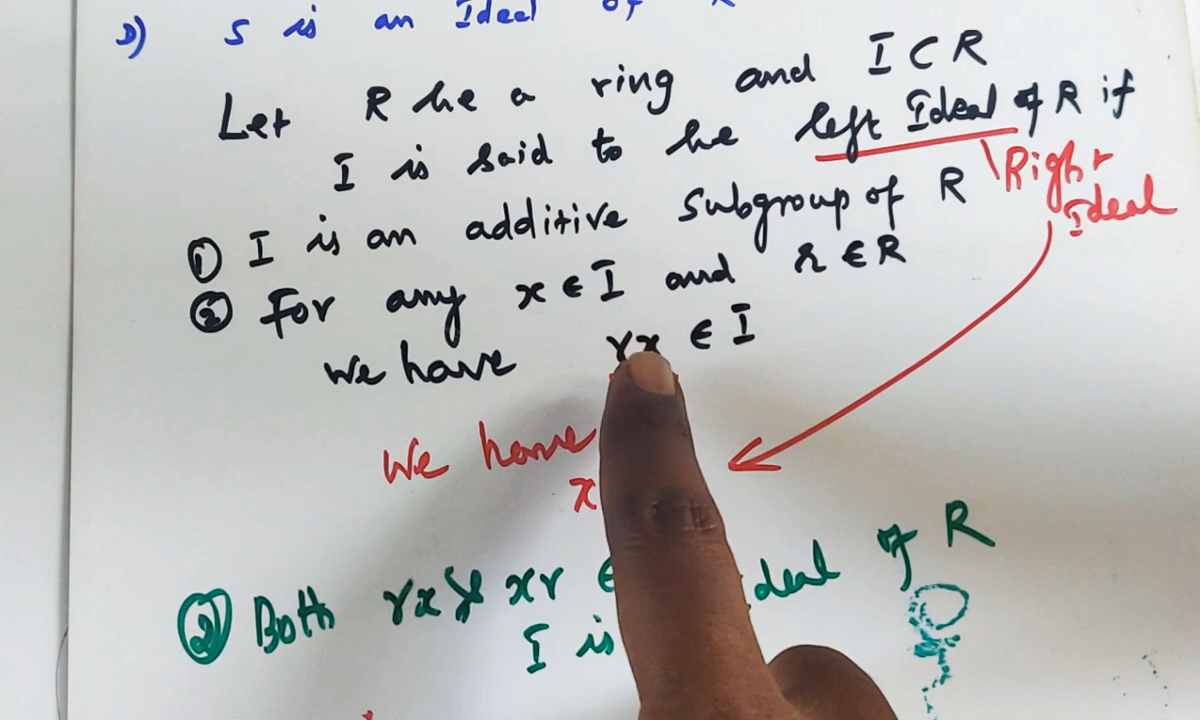 D) S is an Ideal of R
Let R be a ring and I ⊂ R
I is said to be left Ideal of R if
\Right Ideal
① I is an additive subgroup of R
② For any x ∈ I and r ∈ R
We have rx ∈ I
We have
x
② Both rx & xr ∈ Ideal of R
I is